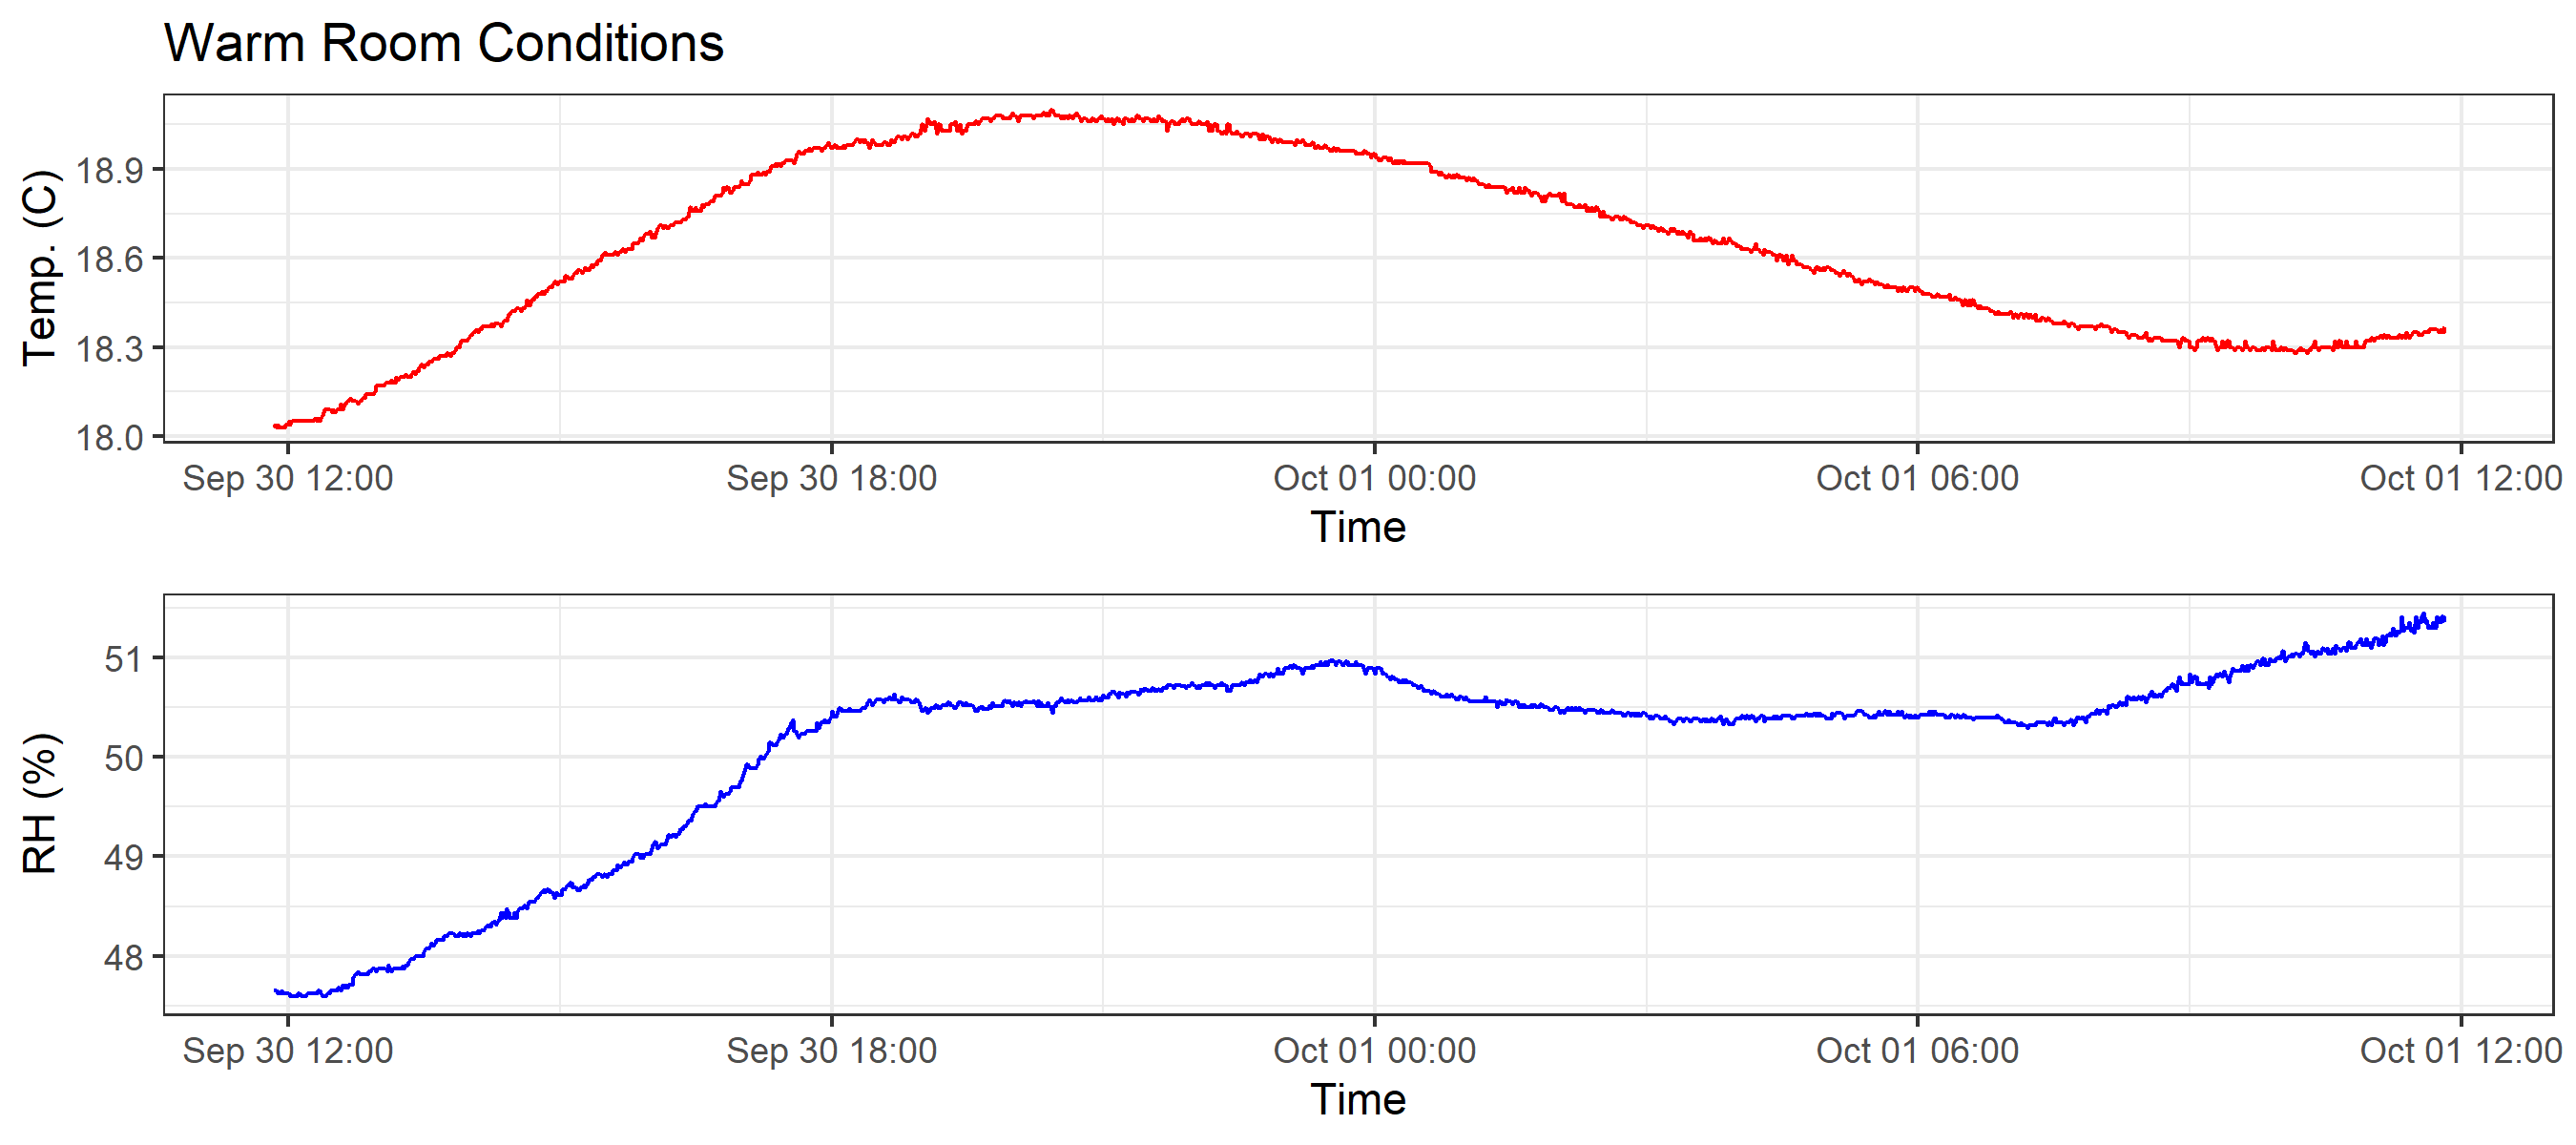 Warm Room Conditions
Temp. (C)
18.9
18.6
18.3
18.0
Sep 30 12:00 Sep 30 18:00 Oct 01 00:00 Oct 01 06:00 Oct 01 12:00
Time
RH (%)
51
50
49
48
Sep 30 12:00 Sep 30 18:00 Oct 01 00:00 Oct 01 06:00 Oct 01 12:00
Time